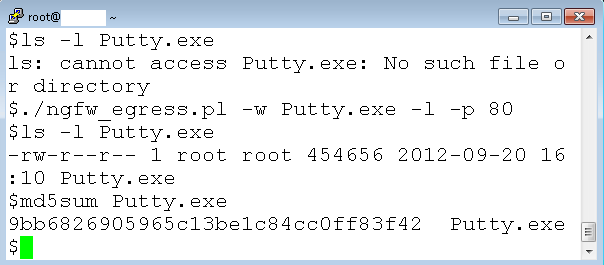 root@ ~
$ls -l Putty.exe
ls: cannot access Putty.exe: No such file o
r directory
$./ngfw_egress.pl -w Putty.exe -l -p 80
$ls -l Putty.exe
-rw-r--r-- 1 root root 454656 2012-09-20 16
:10 Putty.exe
$md5sum Putty.exe
9bb6826905965c13be1c84cc0ff83f42  Putty.exe
$